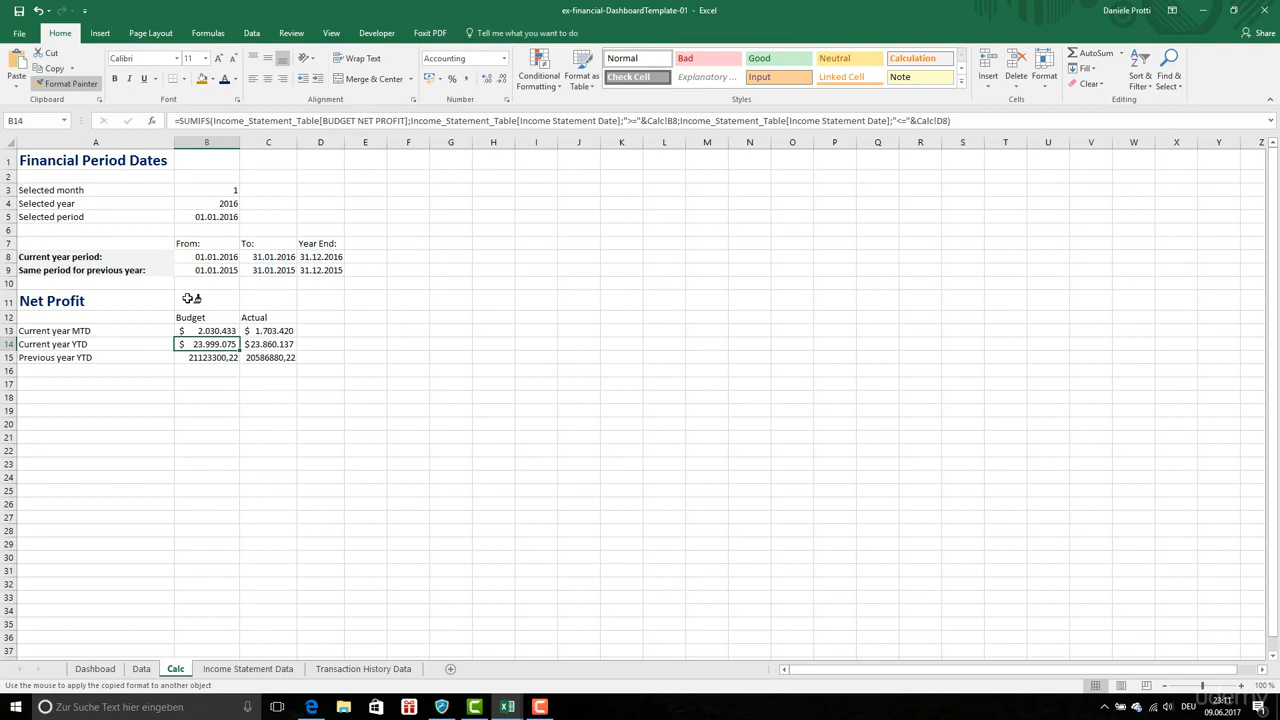 ex-financial-DashboardTemplate-01 - Excel
Daniele Protti
File Home Insert Page Layout Formulas Data Review View Developer Foxit PDF Tell me what you want to do... Share
Paste
Cut
Copy
Format Painter
Clipboard
Calibri 11
B I U
Font
Wrap Text
Merge & Center
Alignment
Accounting
%
Number
Conditional Formatting
Format as Table
Normal Bad Good Neutral Calculation
Check Cell Explanatory ... Input Linked Cell Note
Styles
Insert Delete Format
Cells
AutoSum
Fill
Clear
Sort & Filter
Find & Select
Editing
B14 fx =SUMIFS(Income_Statement_Table[BUDGET NET PROFIT];Income_Statement_Table[Income Statement Date];">="&Calc!B8;Income_Statement_Table[Income Statement Date];"<="&Calc!D8)
A B C D E F G H I J K L M N O P Q R S T U V W X Y Z
1 Financial Period Dates
2
3 Selected month 1
4 Selected year 2016
5 Selected period 01.01.2016
6
7 From: To: Year End:
8 Current year period: 01.01.2016 31.01.2016 31.12.2016
9 Same period for previous year: 01.01.2015 31.01.2015 31.12.2015
10
11 Net Profit
12 Budget Actual
13 Current year MTD $ 2.030.433 $ 1.703.420
14 Current year YTD $ 23.999.075 $23.860.137
15 Previous year YTD 21123300,22 20586880,22
16
17
18
19
20
21
22
23
24
25
26
27
28
29
30
31
32
33
34
35
36
37
Dashboad Data Calc Income Statement Data Transaction History Data
Use the mouse to apply the copied format to another object
100 %
Zur Suche Text hier eingeben
DEU
23:11
09.06.2017
Udemy